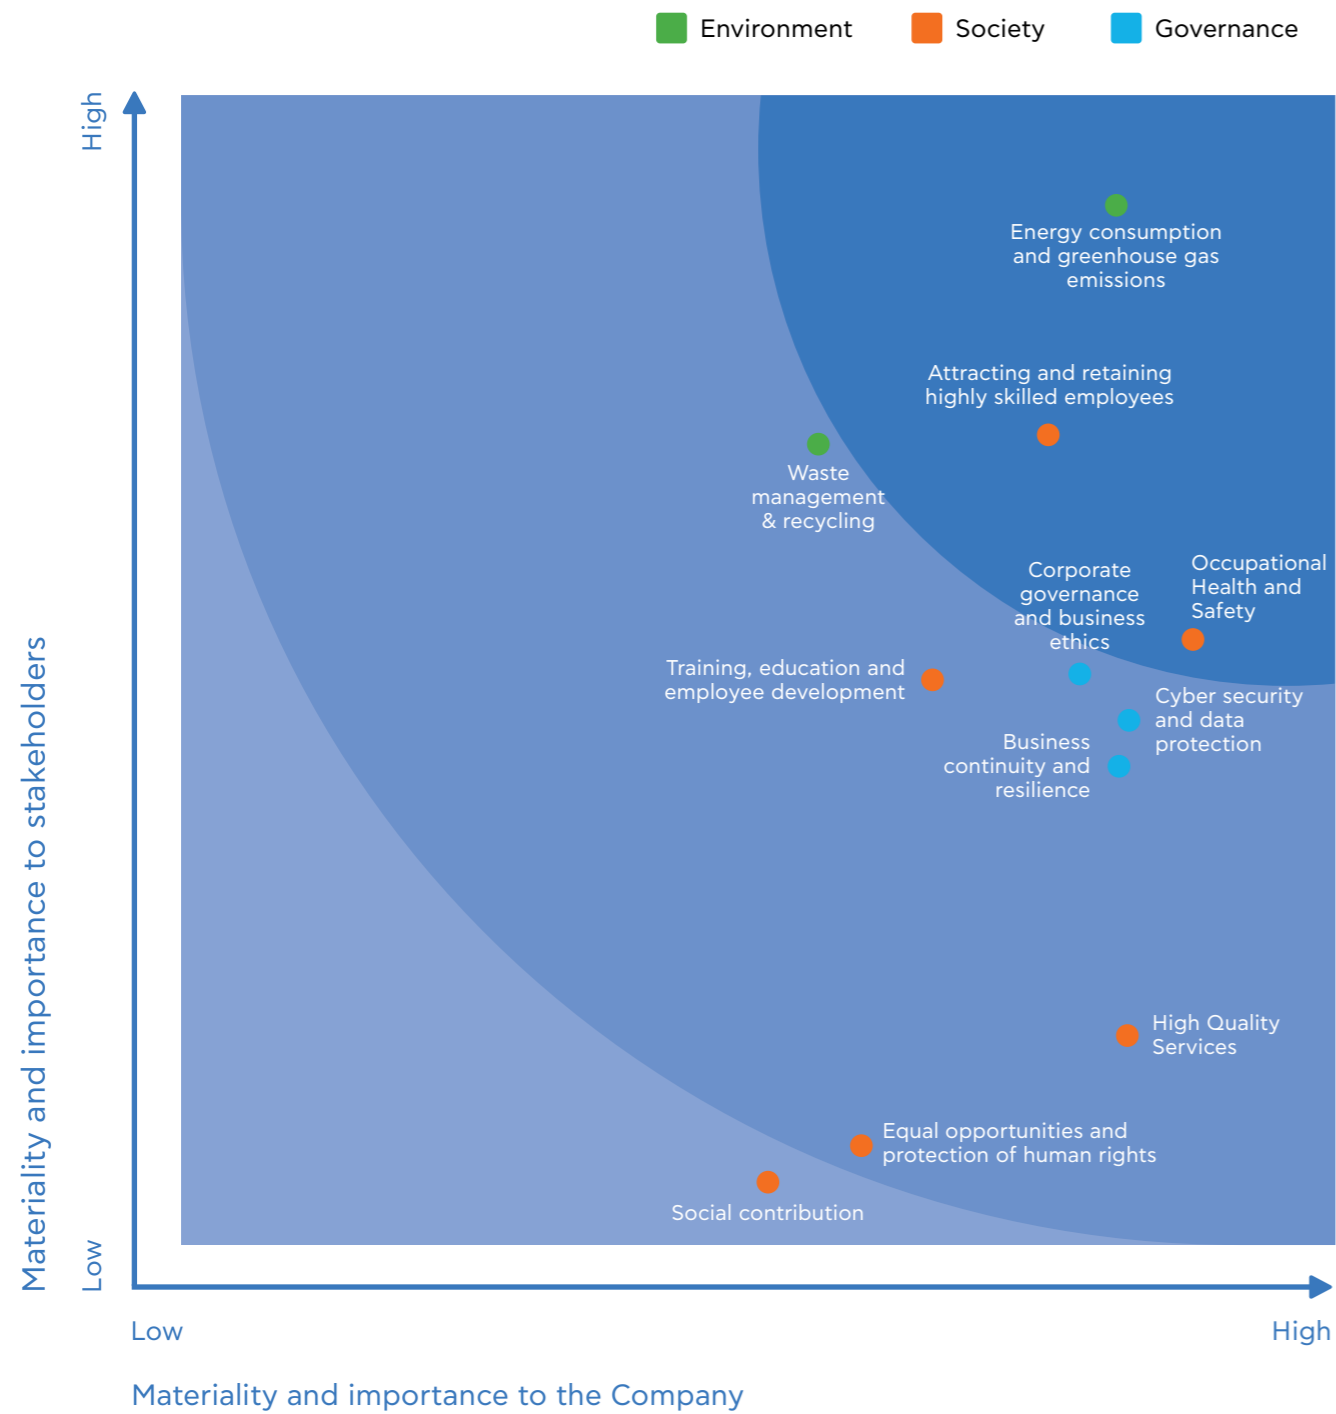 Environment
Society
Governance
High
Energy consumption
and greenhouse gas
emissions
Attracting and retaining
highly skilled employees
Waste
management
& recycling
Corporate
governance
and business
ethics
Occupational
Health and
Safety
Training, education and
employee development
Cyber security
and data
protection
Business
continuity and
resilience
High Quality
Services
Equal opportunities and
protection of human rights
Social contribution
Materiality and importance to stakeholders
Low
Low
High
Materiality and importance to the Company